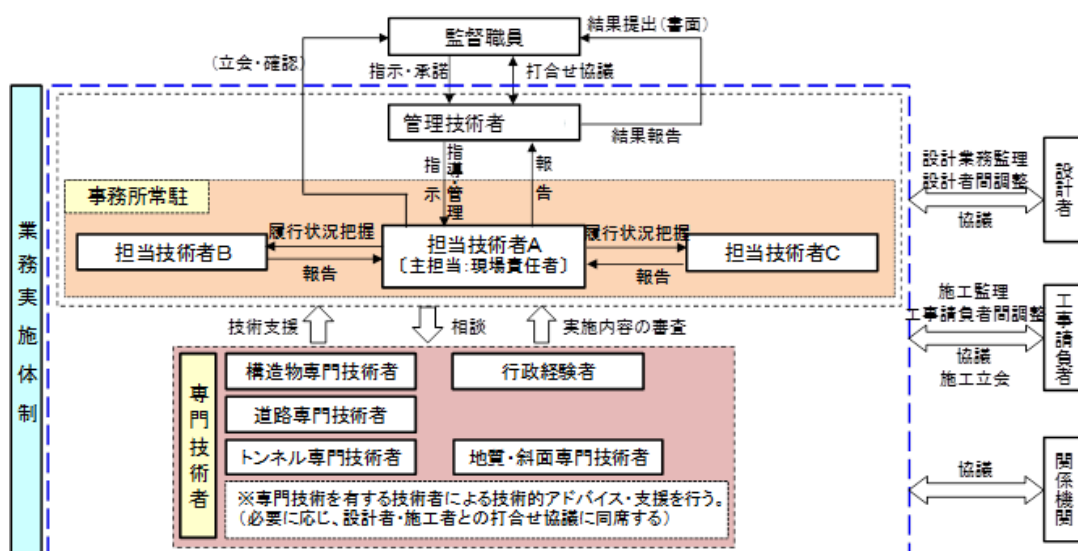 監督職員
結果提出(書面)
(立会・確認)
指示・承諾
打合せ協議
管理技術者
結果報告
指示
指導・管理
報告
事務所常駐
履行状況把握
担当技術者A
〔主担当:現場責任者〕
履行状況把握
担当技術者B
担当技術者C
報告
報告
業務実施体制
技術支援
相談
実施内容の審査
専門技術者
構造物専門技術者
行政経験者
道路専門技術者
トンネル専門技術者
地質・斜面専門技術者
※専門技術を有する技術者による技術的アドバイス・支援を行う。
(必要に応じ、設計者・施工者との打合せ協議に同席する)
設計業務監理
設計者間調整
協議
設計者
施工監理
工事請負者間調整
協議
施工立会
工事請負者
協議
関係機関